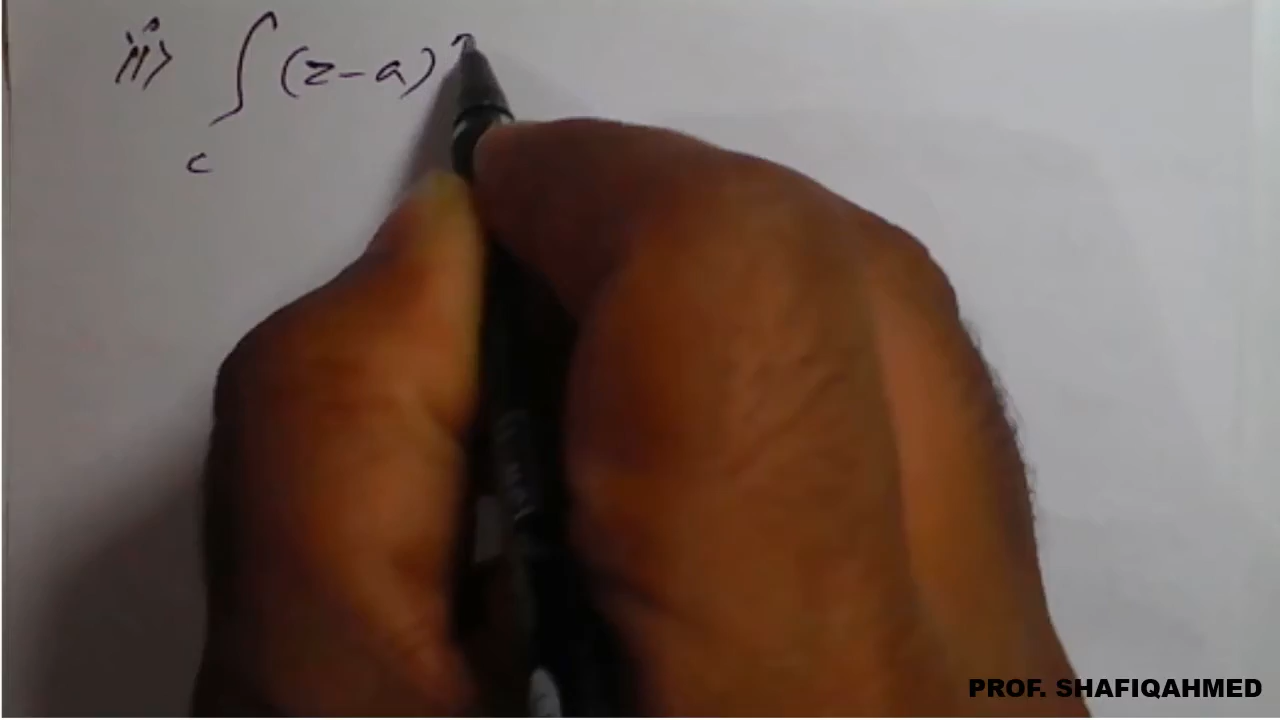 ii> ∫ (z-a)
c
PROF. SHAFIQAHMED